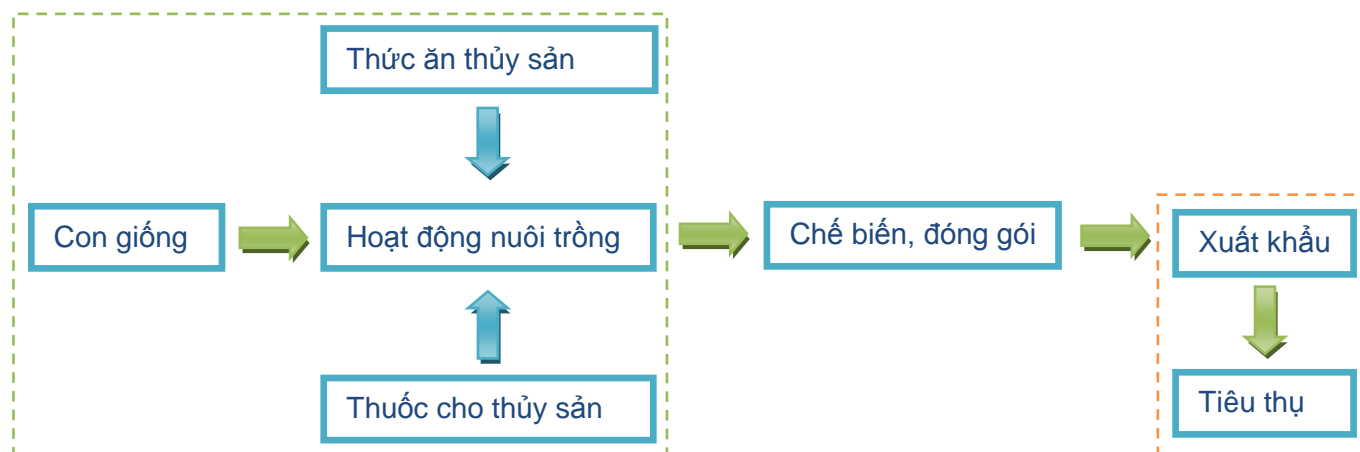 Thức ăn thủy sản
Con giống
Hoạt động nuôi trồng
Chế biến, đóng gói
Xuất khẩu
Thuốc cho thủy sản
Tiêu thụ